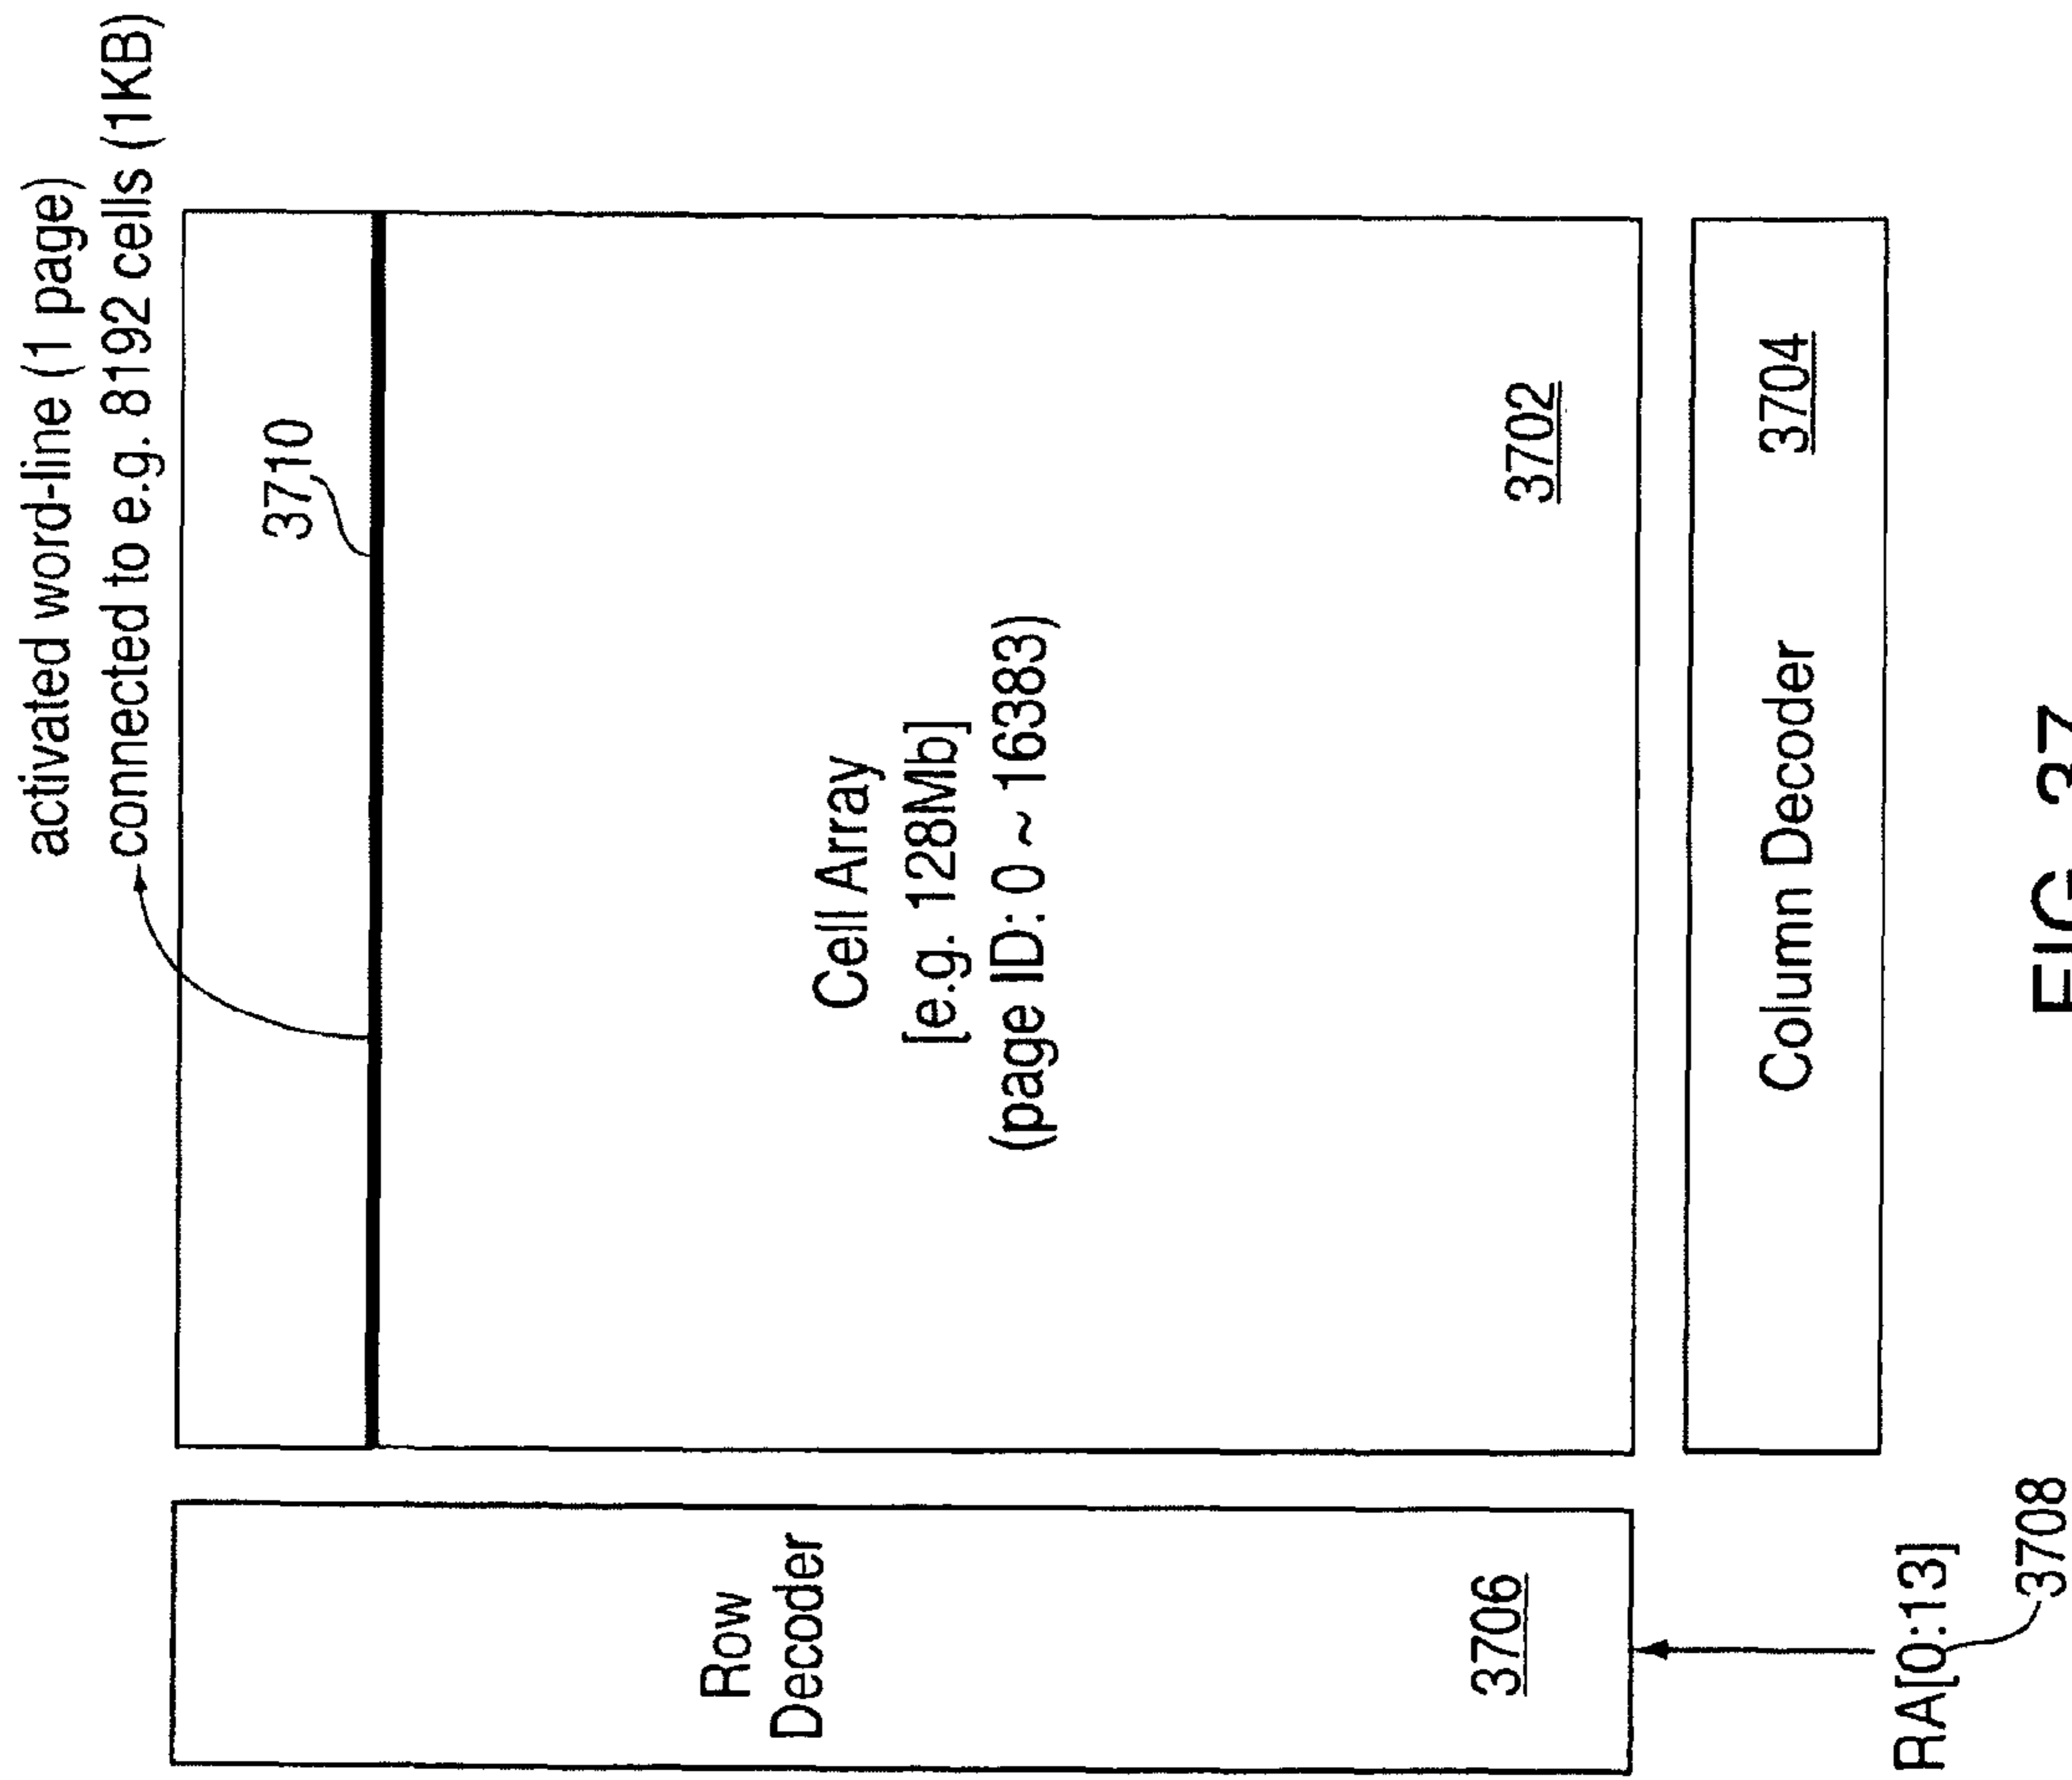 activated word-line (1 page)
connected to e.g. 8192 cells (1KB)
3710
Cell Array
[e.g. 128Mb]
(page ID: 0 ~ 16383)
3702
Row
Decoder
3706
Column Decoder
3704
RA[0:13]
3708
FIG. 37